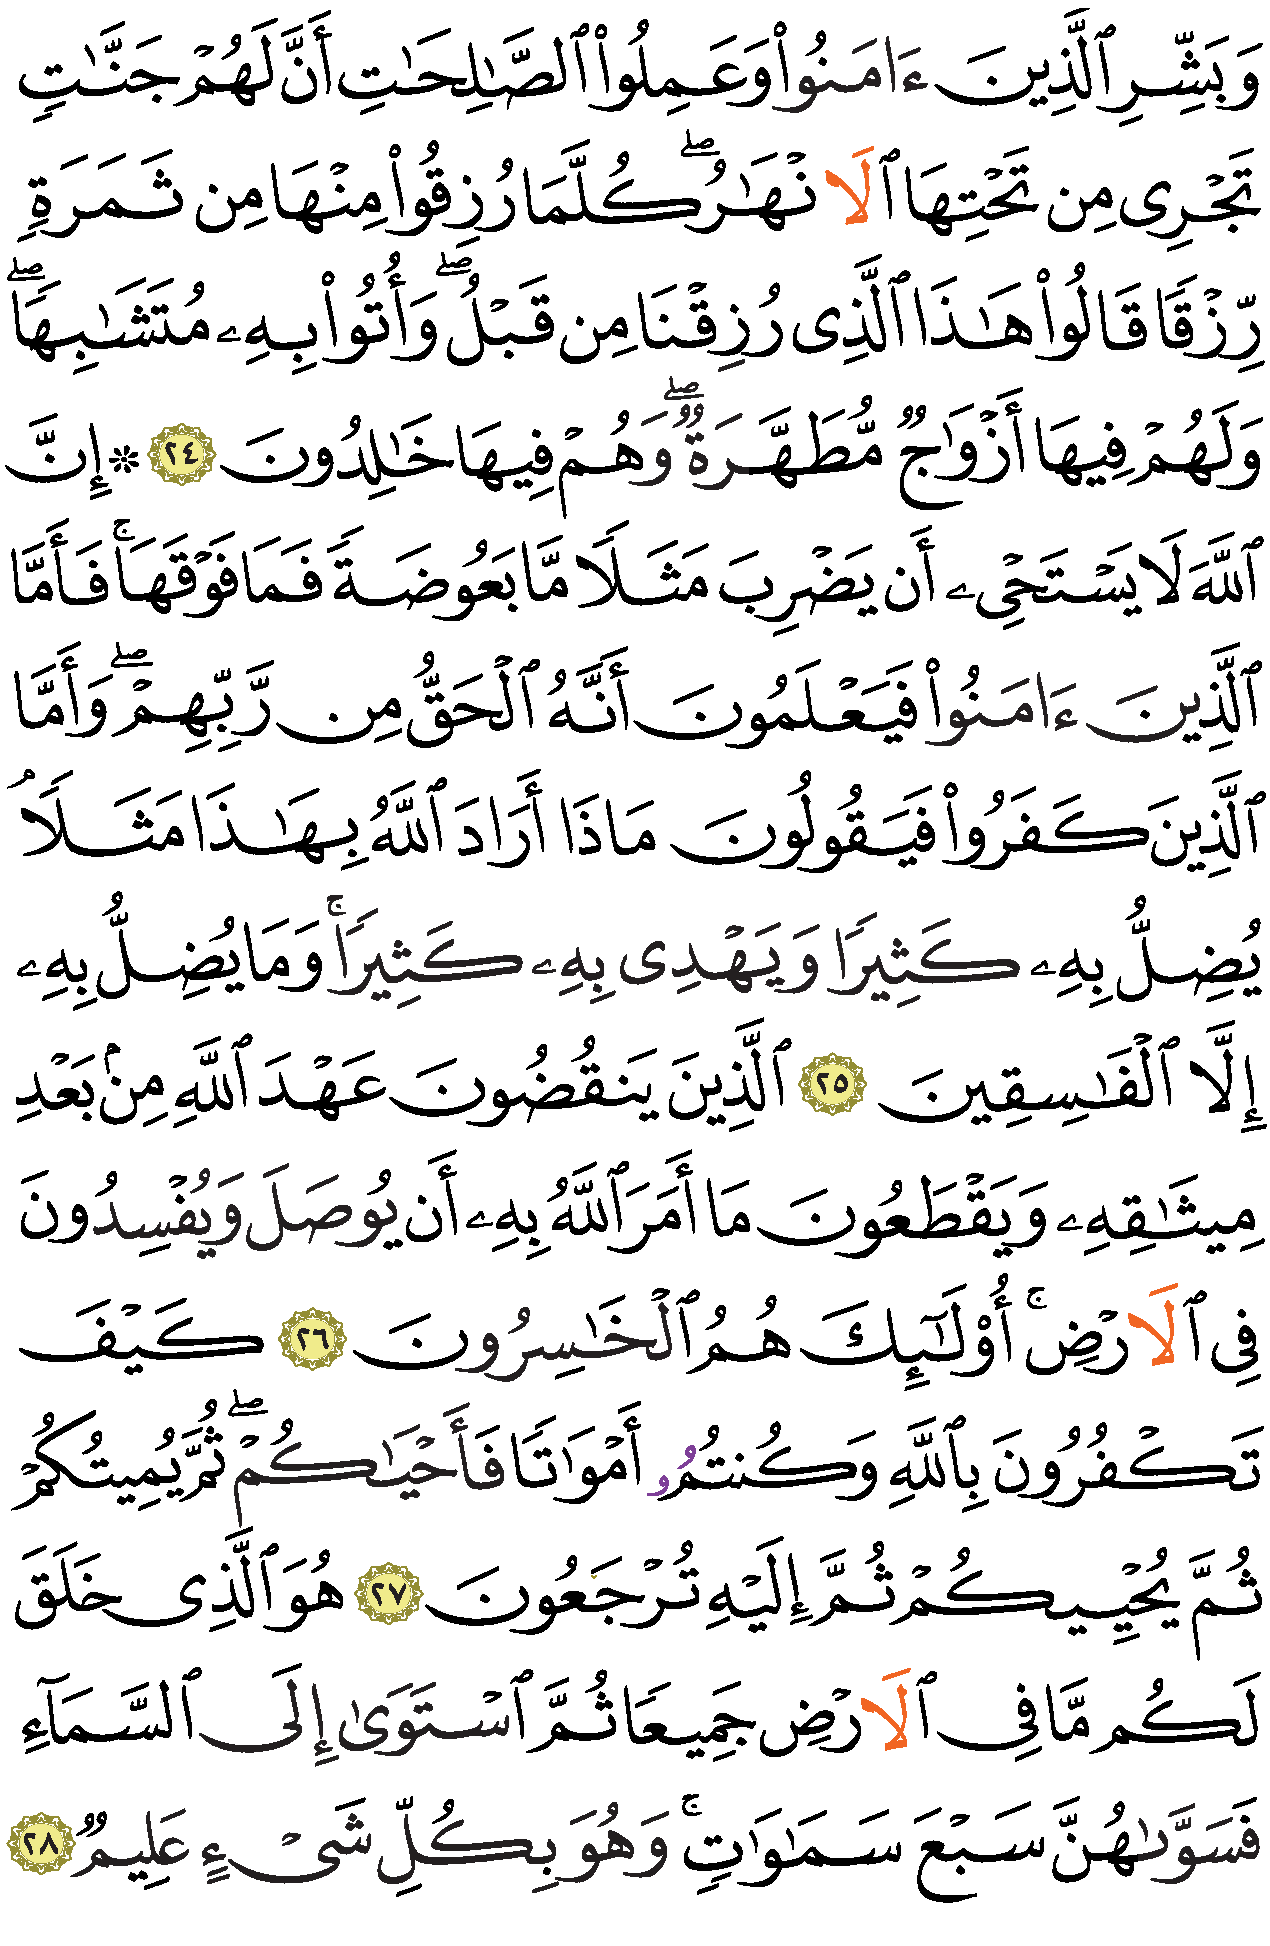 وَبَشِّرِ ٱلَّذِينَ ءَامَنُواْ وَعَمِلُواْ ٱلصَّٰلِحَٰتِ أَنَّ لَهُمْ جَنَّٰتٖ
تَجْرِى مِن تَحْتِهَا ٱلَانْهَٰرُۖ كُلَّمَا رُزِقُواْ مِنْهَا مِن ثَمَرَةٖ
رِّزْقٗا قَالُواْ هَٰذَا ٱلَّذِى رُزِقْنَا مِن قَبْلُۖ وَأُتُواْ بِهِۦ مُتَشَٰبِهٗاۖ
وَلَهُمْ فِيهَا أَزْوَٰجٞ مُّطَهَّرَةٞۖ وَهُمْ فِيهَا خَٰلِدُونَ ٢٤ ۞ إِنَّ
ٱللَّهَ لَا يَسْتَحْىِۦ أَن يَضْرِبَ مَثَلٗا مَّا بَعُوضَةٗ فَمَا فَوْقَهَاۚ فَأَمَّا
ٱلَّذِينَ ءَامَنُواْ فَيَعْلَمُونَ أَنَّهُ ٱلْحَقُّ مِن رَّبِّهِمْۖ وَأَمَّا
ٱلَّذِينَ كَفَرُواْ فَيَقُولُونَ مَاذَا أَرَادَ ٱللَّهُ بِهَٰذَا مَثَلٗاۘ
يُضِلُّ بِهِۦ كَثِيرٗا وَيَهْدِى بِهِۦ كَثِيرٗاۚ وَمَا يُضِلُّ بِهِۦ
إِلَّا ٱلْفَٰسِقِينَ ٢٥ ٱلَّذِينَ يَنقُضُونَ عَهْدَ ٱللَّهِ مِنۢ بَعْدِ
مِيثَٰقِهِۦ وَيَقْطَعُونَ مَا أَمَرَ ٱللَّهُ بِهِۦ أَن يُوصَلَ وَيُفْسِدُونَ
فِى ٱلَارْضِۚ أُوْلَٰٓئِكَ هُمُ ٱلْخَٰسِرُونَ ٢٦ كَيْفَ
تَكْفُرُونَ بِٱللَّهِ وَكُنتُمُۥ أَمْوَٰتٗا فَأَحْيَٰكُمْۖ ثُمَّ يُمِيتُكُمْ
ثُمَّ يُحْيِيكُمْ ثُمَّ إِلَيْهِ تُرْجَعُونَ ٢٧ هُوَ ٱلَّذِى خَلَقَ
لَكُم مَّا فِى ٱلَارْضِ جَمِيعٗا ثُمَّ ٱسْتَوَىٰ إِلَى ٱلسَّمَآءِ
فَسَوَّىٰهُنَّ سَبْعَ سَمَٰوَٰتٖۚ وَهُوَ بِكُلِّ شَىْءٍ عَلِيمٞ ٢٨